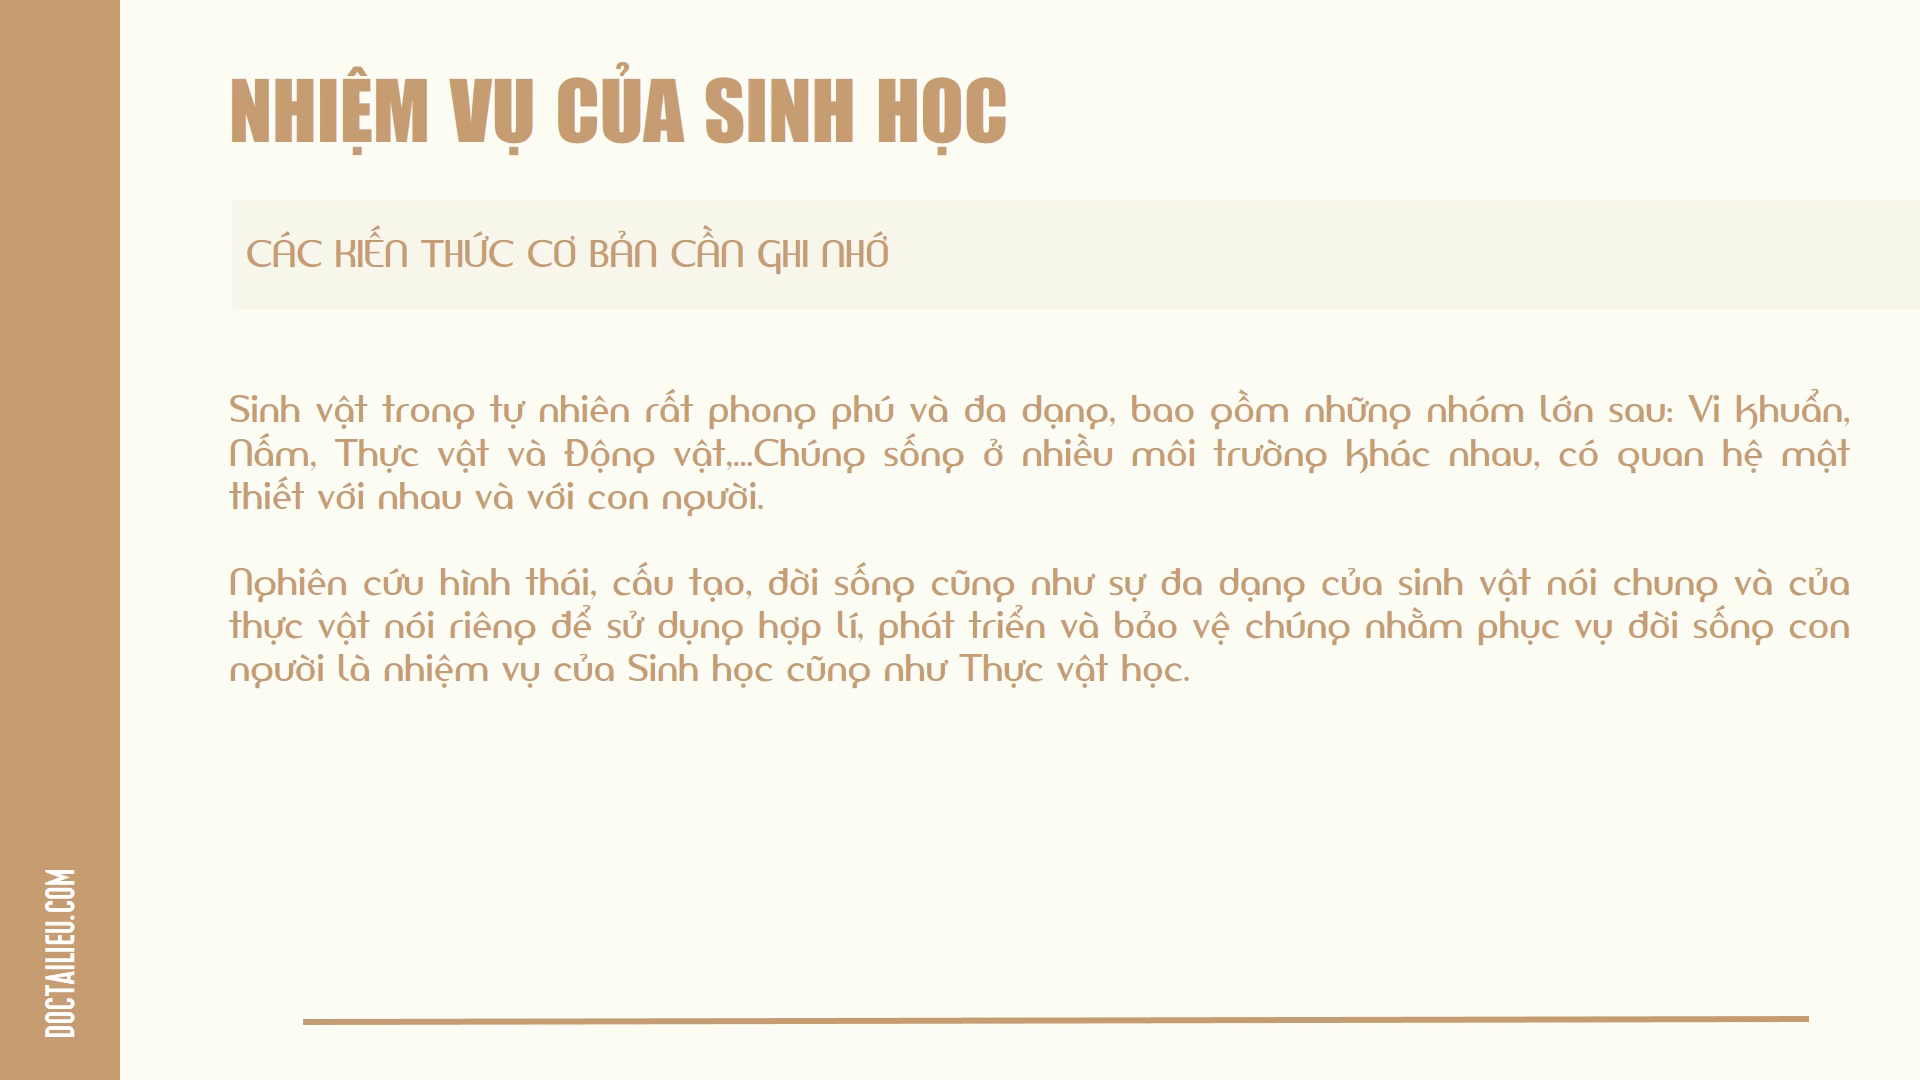 NHIỆM VỤ CỦA SINH HỌC
CÁC KIẾN THỨC CƠ BẢN CẦN GHI NHỚ
Sinh vật trong tự nhiên rất phong phú và đa dạng, bao gồm những nhóm lớn sau: Vi khuẩn,
Nấm, Thực vật và Động vật,...Chúng sống ở nhiều môi trường khác nhau, có quan hệ mật
thiết với nhau và với con người.
Nghiên cứu hình thái, cấu tạo, đời sống cũng như sự đa dạng của sinh vật nói chung và của
thực vật nói riêng để sử dụng hợp lí, phát triển và bảo vệ chúng nhằm phục vụ đời sống con
người là nhiệm vụ của Sinh học cũng như Thực vật học.
DOCTAILIEU.COM